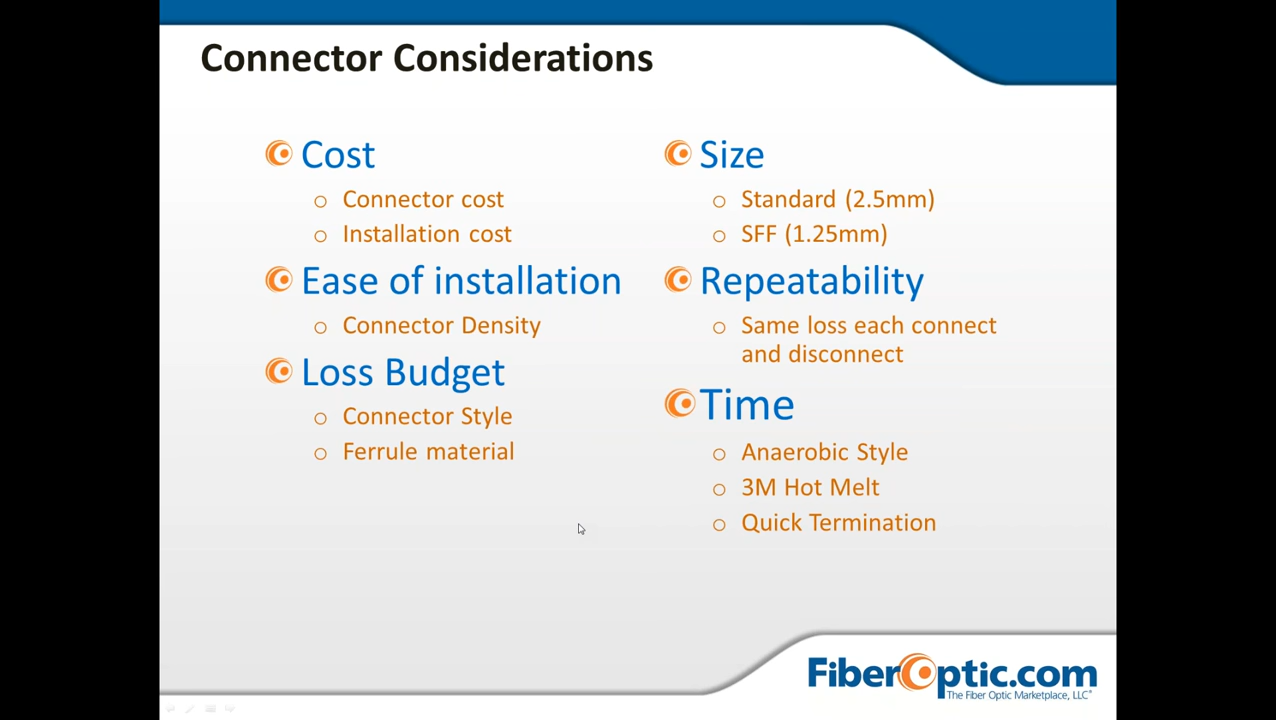 Connector Considerations
Cost
Connector cost
Installation cost
Ease of installation
Connector Density
Loss Budget
Connector Style
Ferrule material
Size
Standard (2.5mm)
SFF (1.25mm)
Repeatability
Same loss each connect
and disconnect
Time
Anaerobic Style
3M Hot Melt
Quick Termination
FiberOptic.com
The Fiber Optic Marketplace, LLC®